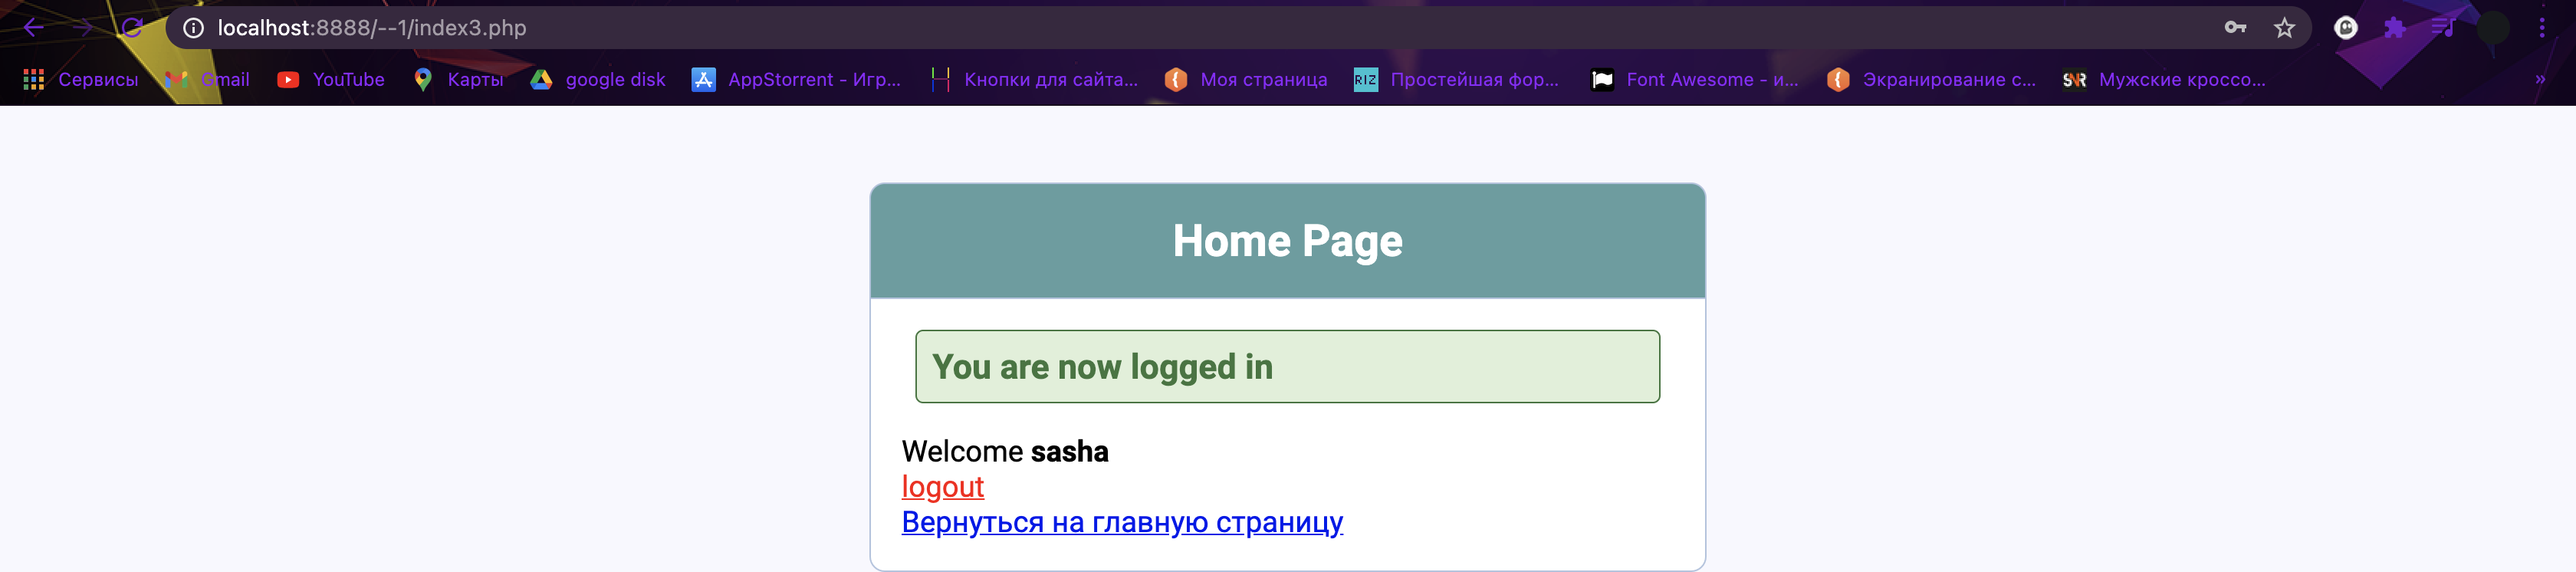 localhost:8888/--1/index3.php
Сервисы Gmail YouTube Карты google disk AppStorrent - Игр... Кнопки для сайта... Моя страница RIZ Простейшая фор... Font Awesome - и... Экранирование с... SNR Мужские кроссо... »
Home Page
You are now logged in
Welcome sasha
logout
Вернуться на главную страницу